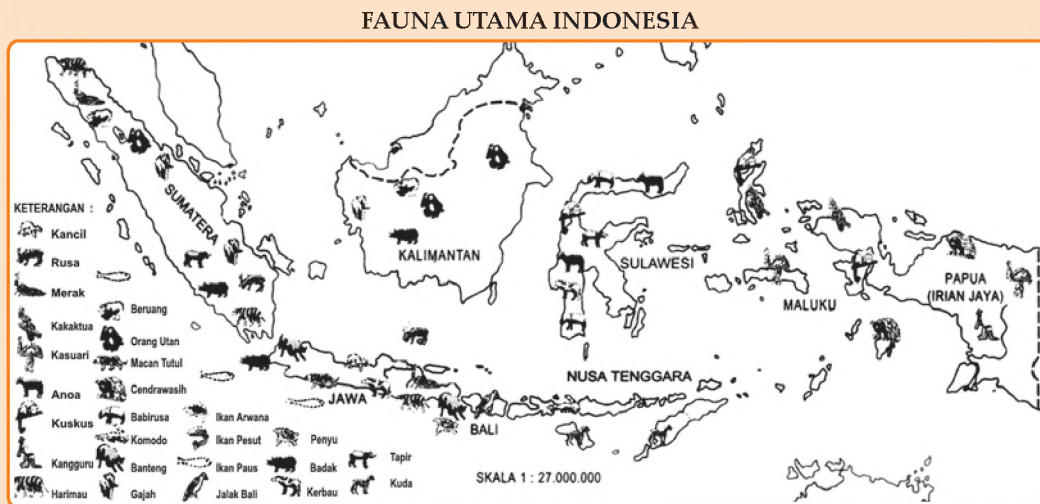 FAUNA UTAMA INDONESIA
SUMATERA
KALIMANTAN
SULAWESI
MALUKU
PAPUA
(IRIAN JAYA)
JAWA
BALI
NUSA TENGGARA
KETERANGAN :
Kancil
Rusa
Merak
Kakaktua
Kasuari
Anoa
Kuskus
Kangguru
Harimau
Beruang
Orang Utan
Macan Tutul
Cendrawasih
Babirusa
Komodo
Banteng
Gajah
Ikan Arwana
Ikan Pesut
Ikan Paus
Jalak Bali
Penyu
Badak
Kerbau
Tapir
Kuda
SKALA 1 : 27.000.000